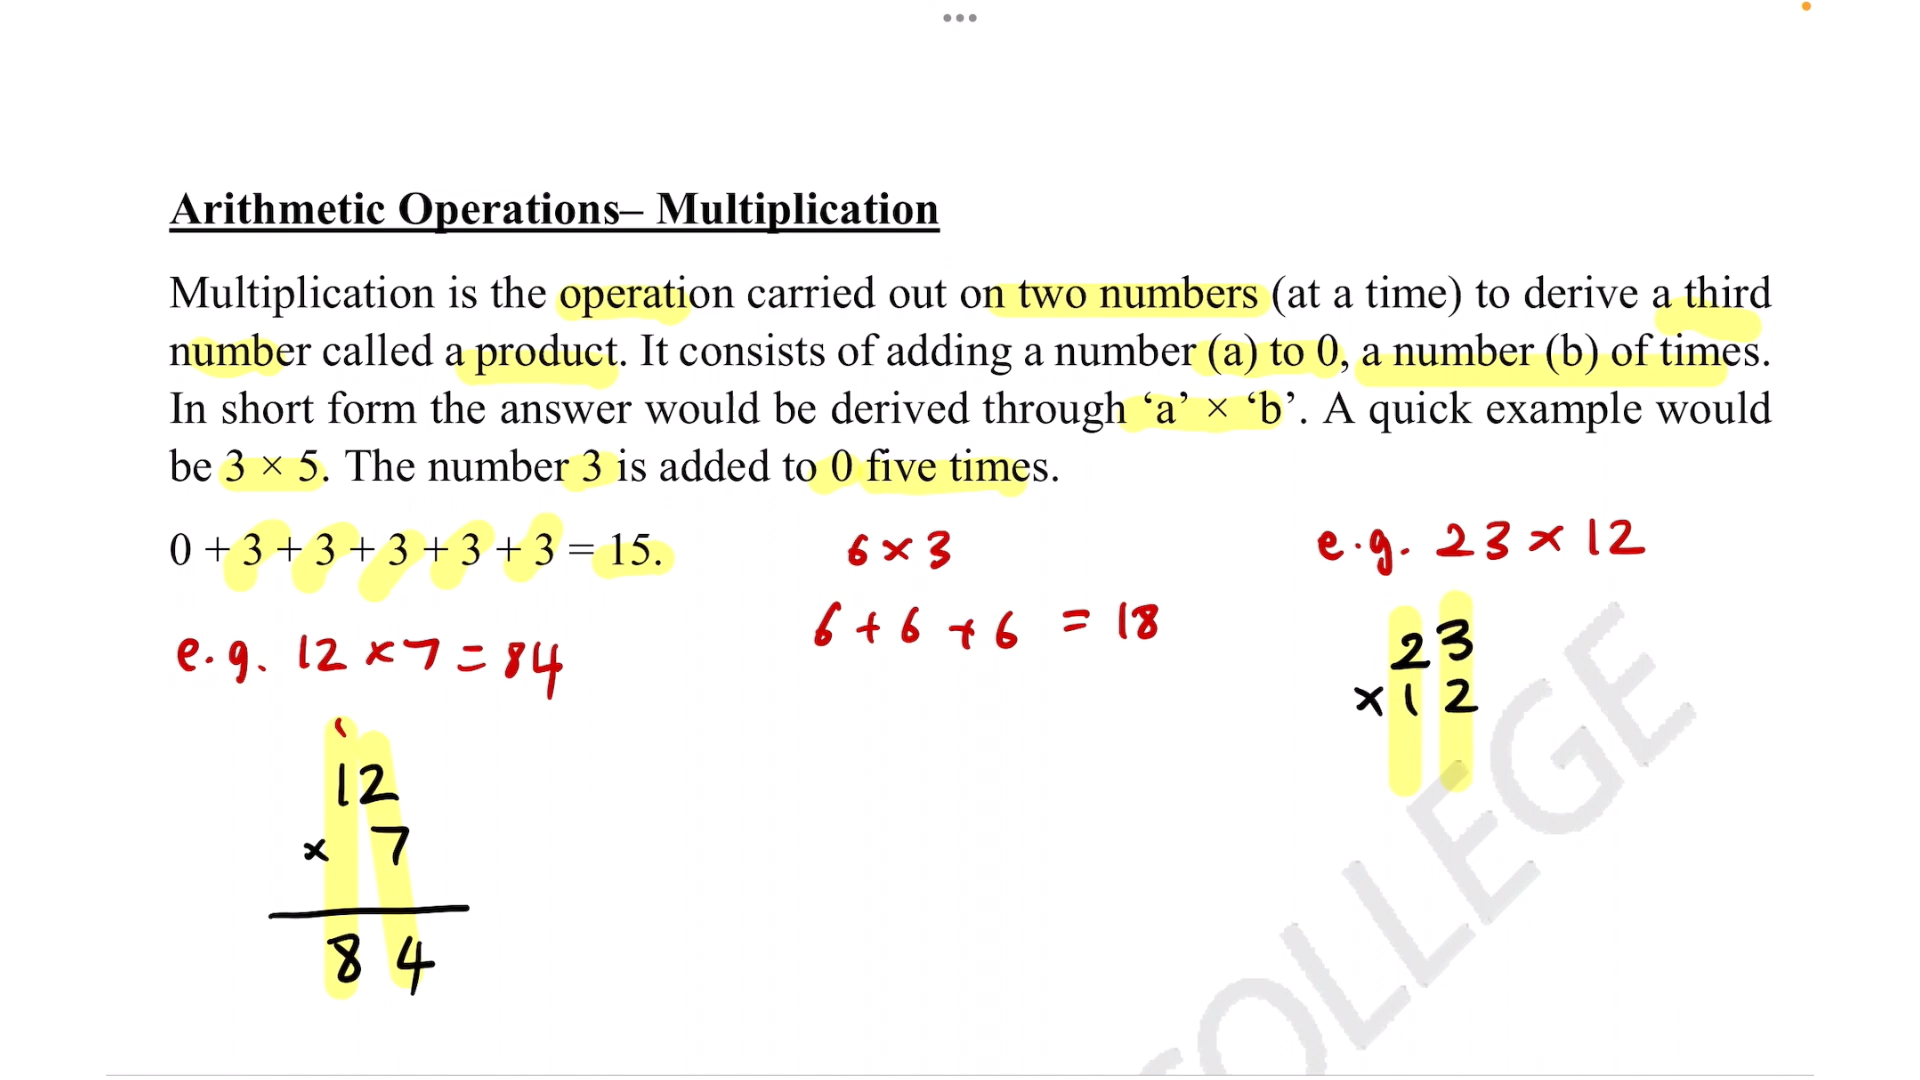 Arithmetic Operations– Multiplication
Multiplication is the operation carried out on two numbers (at a time) to derive a third
number called a product. It consists of adding a number (a) to 0, a number (b) of times.
In short form the answer would be derived through ‘a’ × ‘b’. A quick example would
be 3 × 5. The number 3 is added to 0 five times.
0 + 3 + 3 + 3 + 3 + 3 = 15.
6 × 3
6 + 6 + 6 = 18
e.g. 12 × 7 = 84
1
12
× 7
84
e.g. 23 × 12
23
× 12
COLLEGE